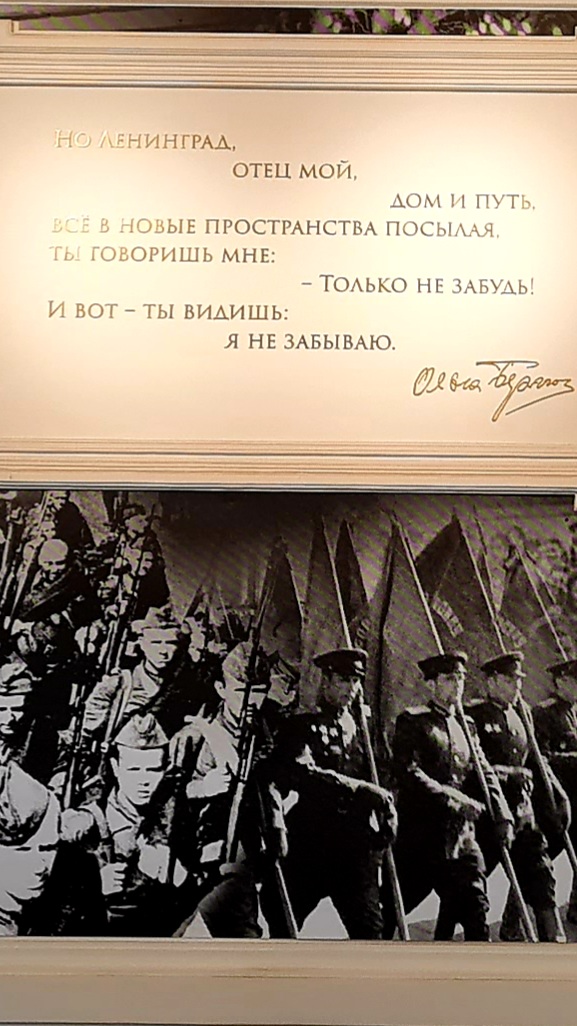 Но Ленинград,
отец мой,
дом и путь,
всё в новые пространства посылая,
ты говоришь мне:
– Только не забудь!
И вот – ты видишь:
я не забываю.
Ольга Берггольц